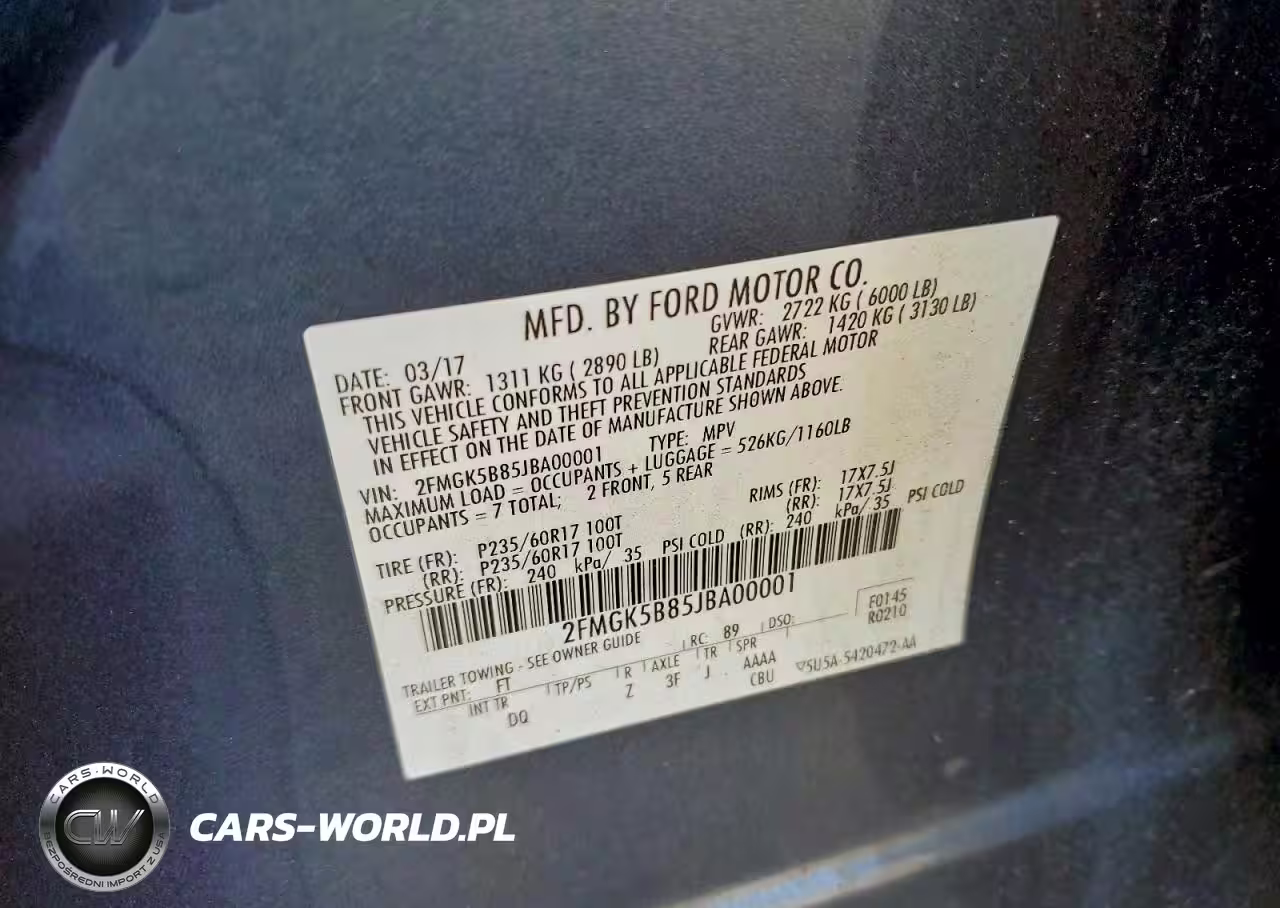 MFD. BY FORD MOTOR CO.
DATE: 03/17 GVWR: 2722 KG ( 6000 LB)
FRONT GAWR: 1311 KG ( 2890 LB) REAR GAWR: 1420 KG ( 3130 LB)
THIS VEHICLE CONFORMS TO ALL APPLICABLE FEDERAL MOTOR
VEHICLE SAFETY AND THEFT PREVENTION STANDARDS
IN EFFECT ON THE DATE OF MANUFACTURE SHOWN ABOVE.
VIN: 2FMGK5B85JBA00001 TYPE: MPV
MAXIMUM LOAD = OCCUPANTS + LUGGAGE = 526KG/1160LB
OCCUPANTS = 7 TOTAL; 2 FRONT, 5 REAR
TIRE (FR): P235/60R17 100T RIMS (FR): 17X7.5J
(RR): P235/60R17 100T (RR): 17X7.5J
PRESSURE (FR): 240 kPa/ 35 PSI COLD (RR): 240 kPa/ 35 PSI COLD
2FMGK5B85JBA00001
F0145
R0210
TRAILER TOWING - SEE OWNER GUIDE RC: 89 DSO:
EXT PNT: FT TP/PS R AXLE TR SPR
INT TR Z 3F J AAAA
DQ CBU
5U5A-5420472-AA
CARS-WORLD
CW
BEZPOŚREDNI IMPORT Z USA
CARS-WORLD.PL